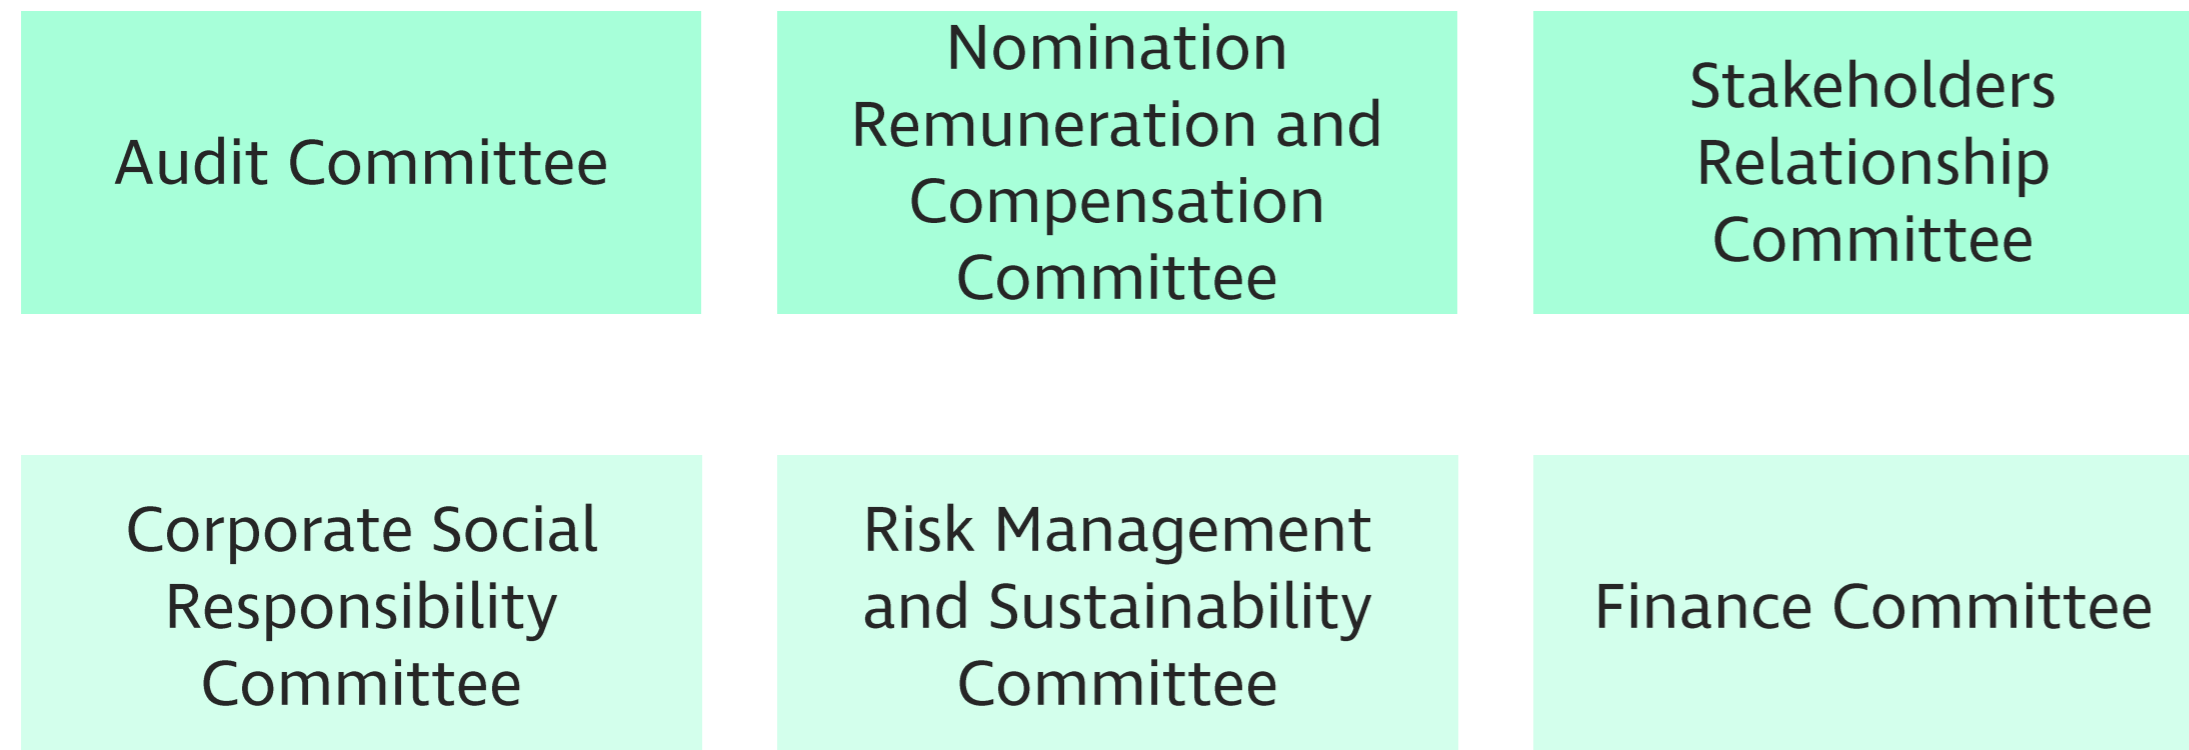 Audit Committee
Nomination
Remuneration and
Compensation
Committee
Stakeholders
Relationship
Committee
Corporate Social
Responsibility
Committee
Risk Management
and Sustainability
Committee
Finance Committee